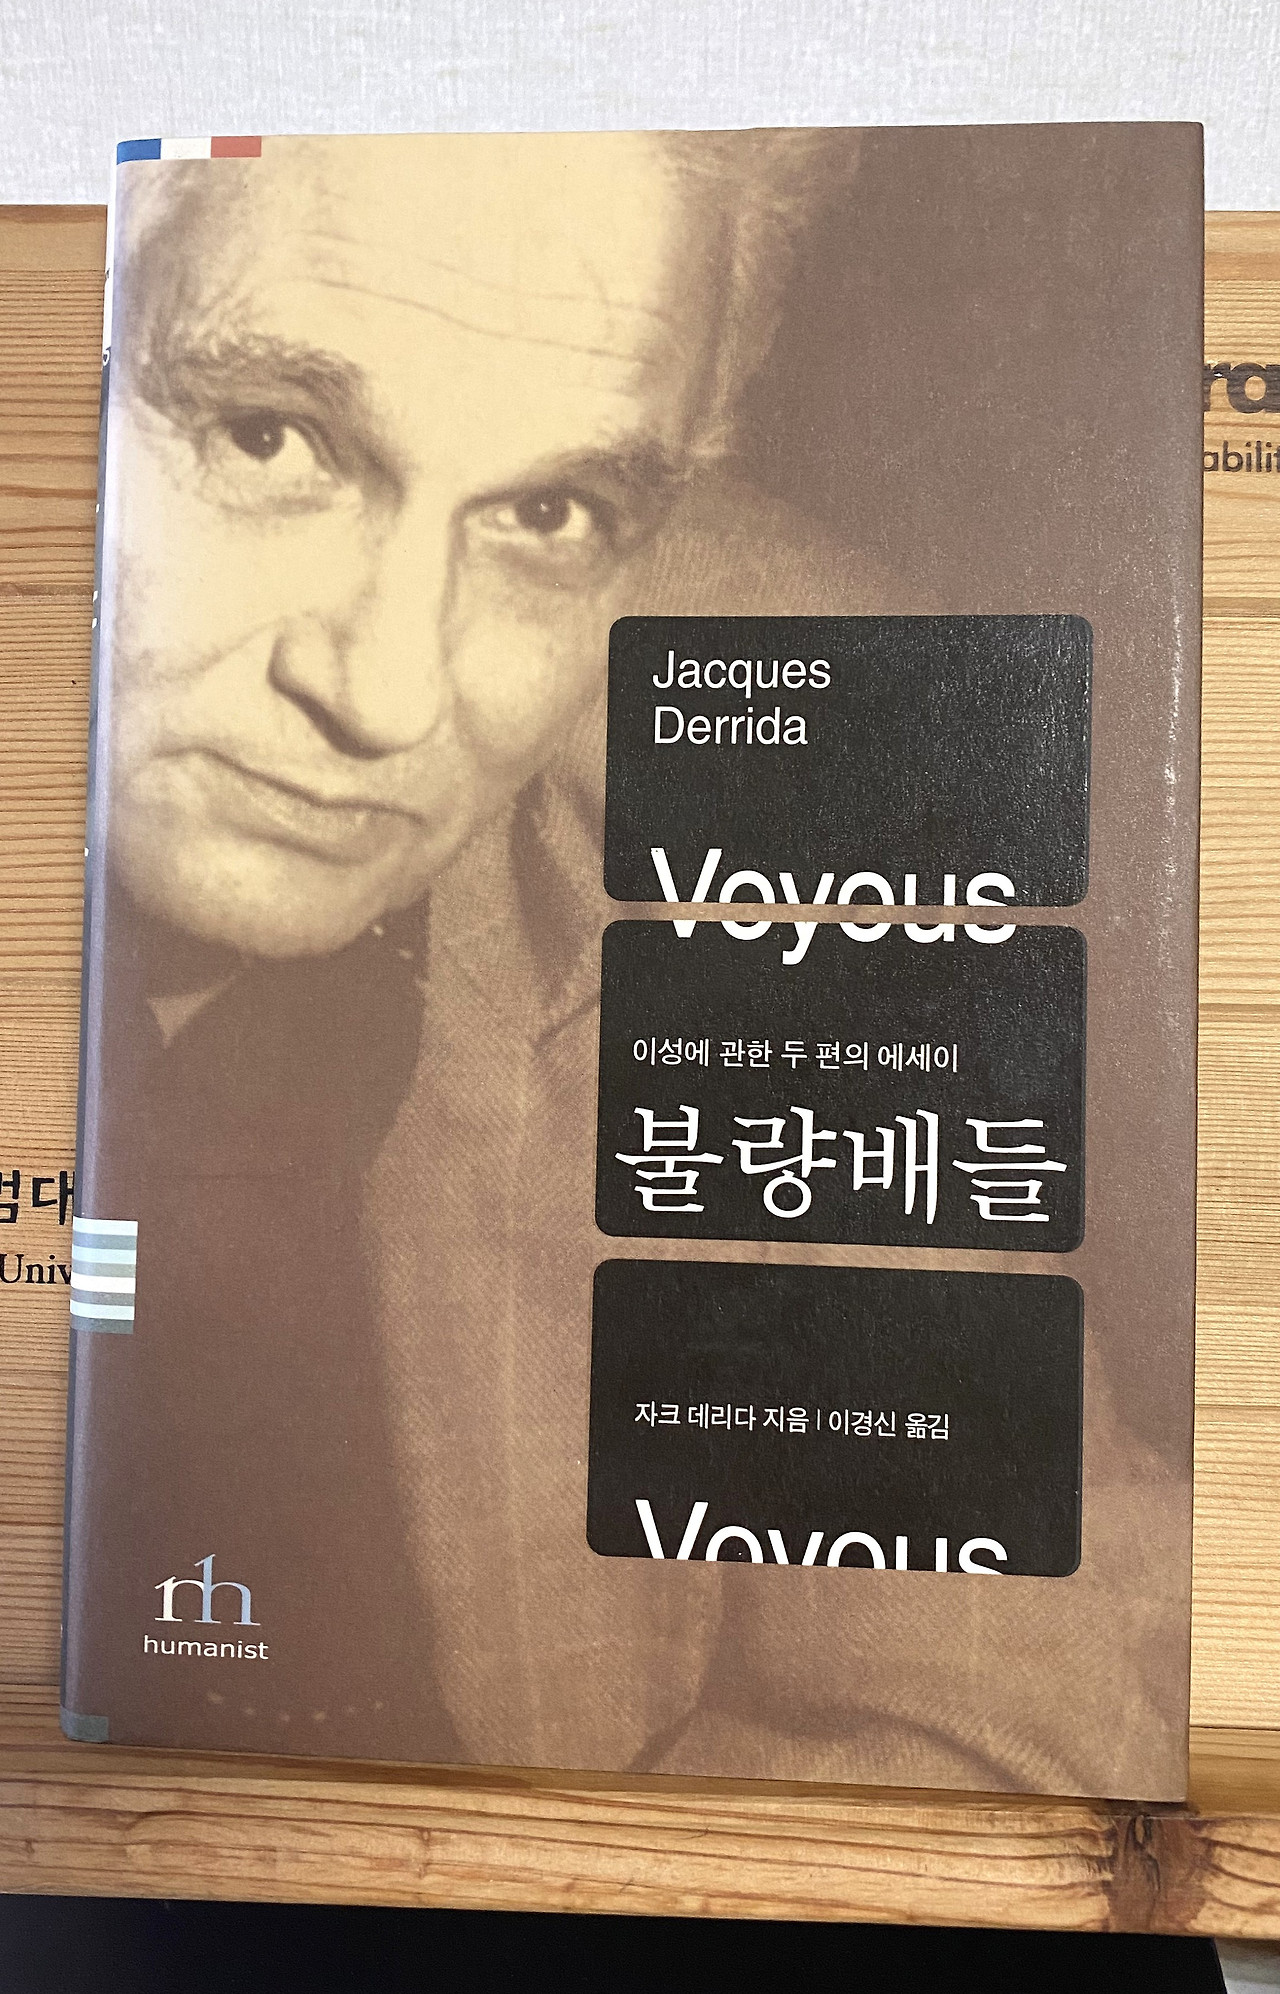 Jacques
Derrida
Voyous
이성에 관한 두 편의 에세이
불량배들
자크 데리다 지음 | 이경신 옮김
Voyous
rh
humanist
Univ